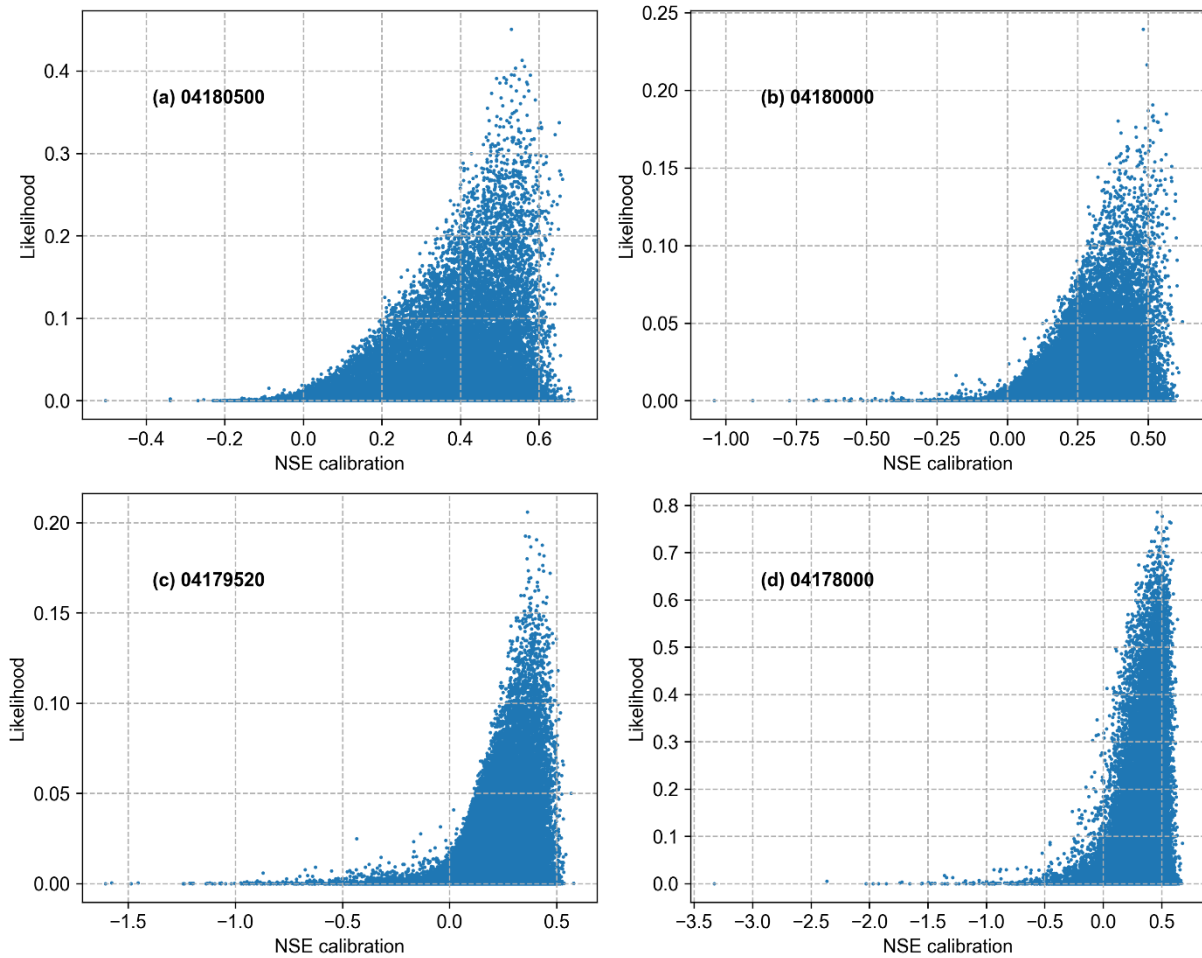 (a) 04180500
Likelihood
0.4
0.3
0.2
0.1
0.0
−0.4 −0.2 0.0 0.2 0.4 0.6
NSE calibration
(b) 04180000
Likelihood
0.25
0.20
0.15
0.10
0.05
0.00
−1.00 −0.75 −0.50 −0.25 0.00 0.25 0.50
NSE calibration
(c) 04179520
Likelihood
0.20
0.15
0.10
0.05
0.00
−1.5 −1.0 −0.5 0.0 0.5
NSE calibration
(d) 04178000
Likelihood
0.8
0.7
0.6
0.5
0.4
0.3
0.2
0.1
0.0
−3.5 −3.0 −2.5 −2.0 −1.5 −1.0 −0.5 0.0 0.5
NSE calibration